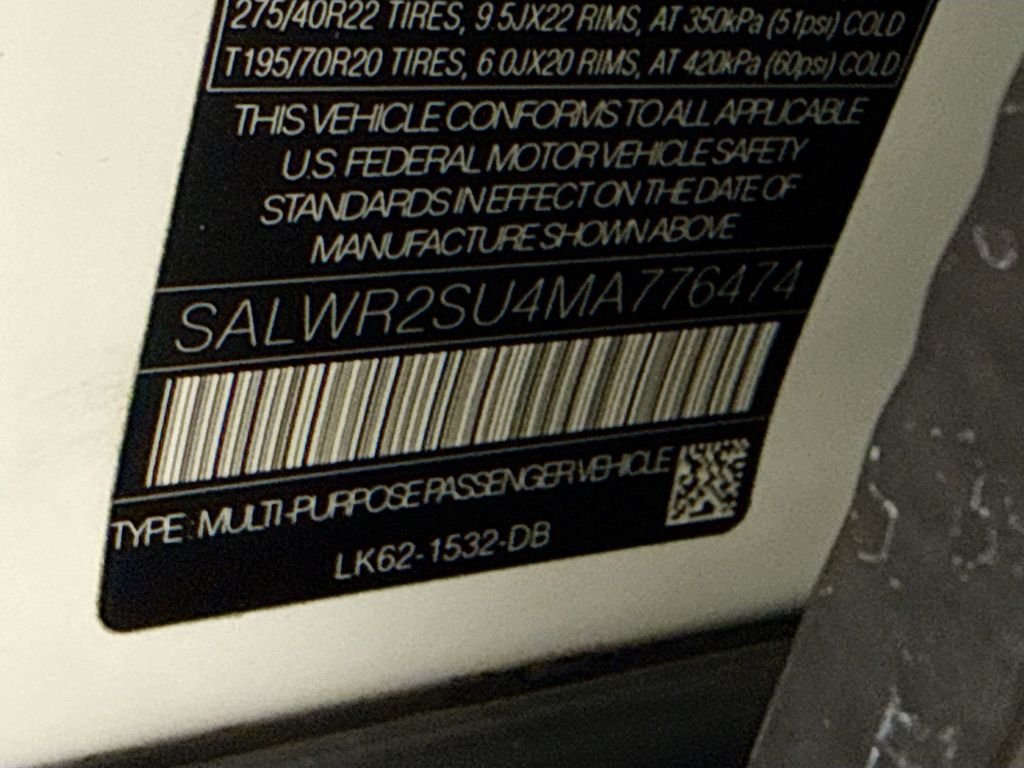 275/40R22 TIRES, 9.5JX22 RIMS, AT 350kPa (51psi) COLD
T195/70R20 TIRES, 6.0JX20 RIMS, AT 420kPa (60psi) COLD
THIS VEHICLE CONFORMS TO ALL APPLICABLE
U.S. FEDERAL MOTOR VEHICLE SAFETY
STANDARDS IN EFFECT ON THE DATE OF
MANUFACTURE SHOWN ABOVE
SALWR2SU4MA776474
TYPE : MULTI-PURPOSE PASSENGER VEHICLE
LK62-1532-DB